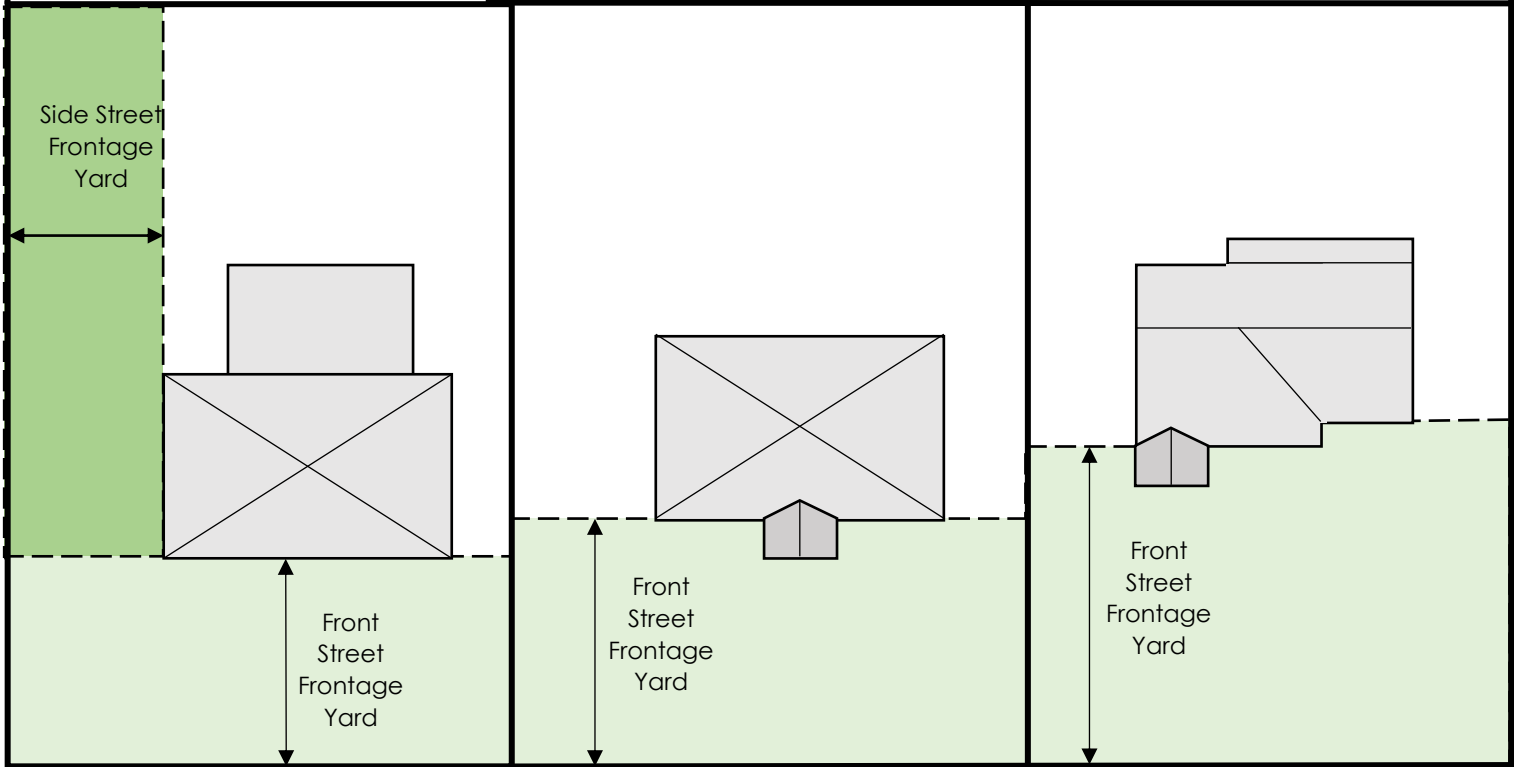 Side Street
Frontage
Yard
Front
Street
Frontage
Yard
Front
Street
Frontage
Yard
Front
Street
Frontage
Yard